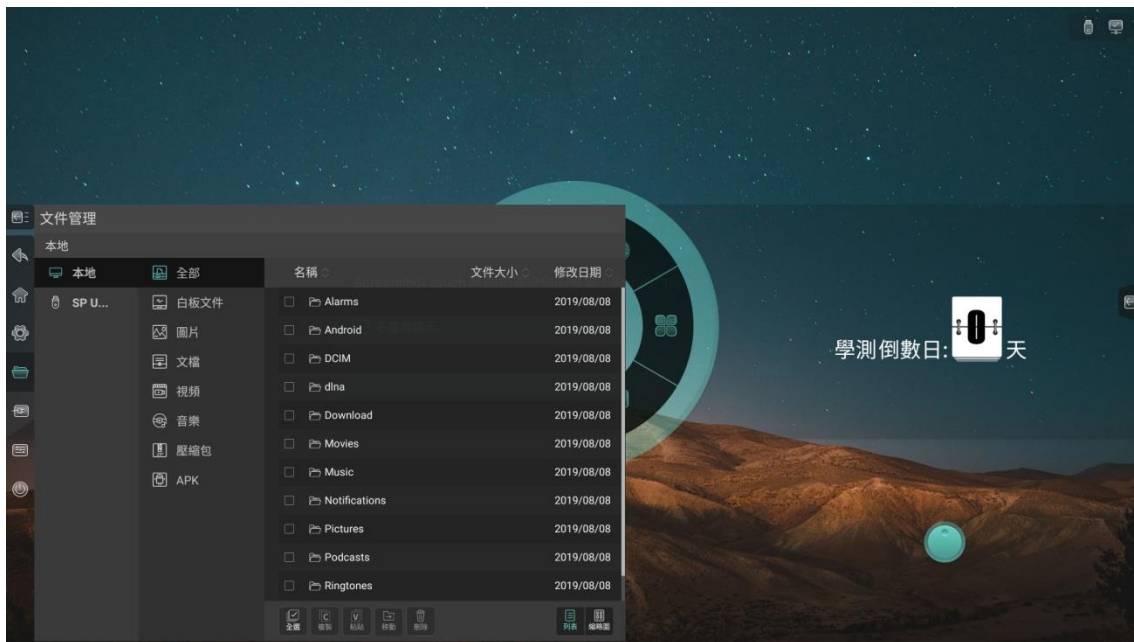 文件管理
本地
本地
SP U...
全部
白板文件
圖片
文檔
視頻
音樂
壓縮包
APK
名稱 文件大小 修改日期
Alarms 2019/08/08
Android 2019/08/08
DCIM 2019/08/08
dlna 2019/08/08
Download 2019/08/08
Movies 2019/08/08
Music 2019/08/08
Notifications 2019/08/08
Pictures 2019/08/08
Podcasts 2019/08/08
Ringtones 2019/08/08
全選 複製 粘貼 移動 刪除 列表 縮略圖
學測倒數日: 0 天